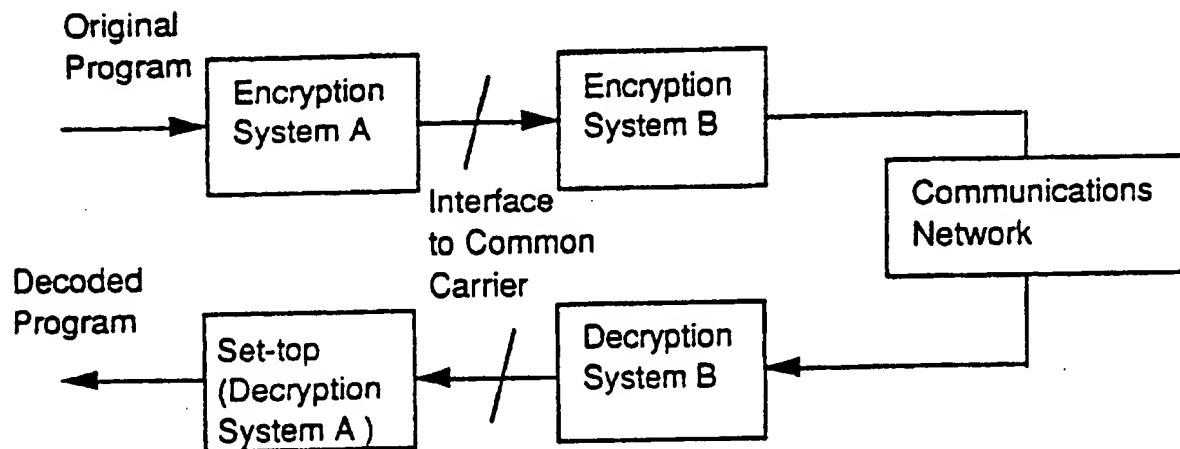 Original
Program
Encryption
System A
Encryption
System B
Interface
to Common
Carrier
Communications
Network
Decoded
Program
Set-top
(Decryption
System A )
Decryption
System B